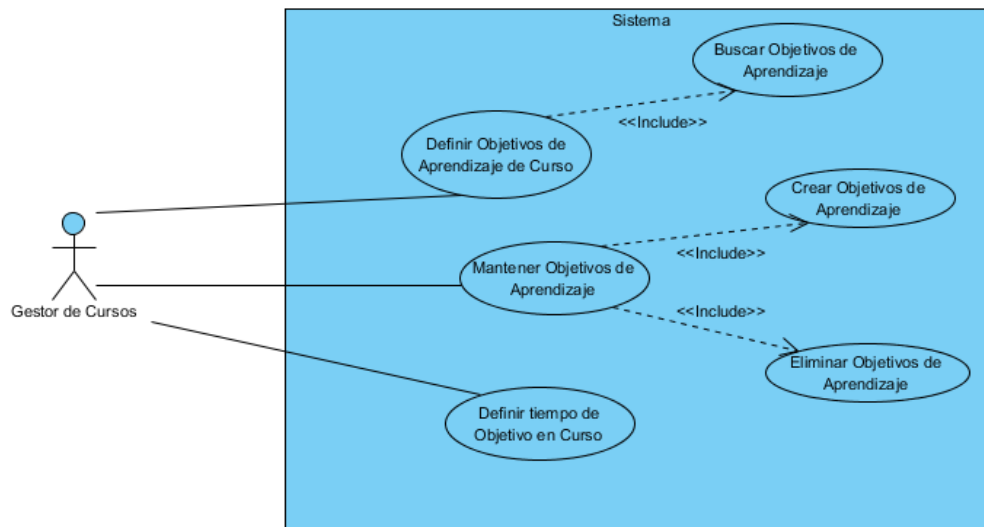 Sistema
Buscar Objetivos de
Aprendizaje
<<Include>>
Definir Objetivos de
Aprendizaje de Curso
Crear Objetivos de
Aprendizaje
<<Include>>
Mantener Objetivos de
Aprendizaje
Gestor de Cursos
<<Include>>
Eliminar Objetivos de
Aprendizaje
Definir tiempo de
Objetivo en Curso